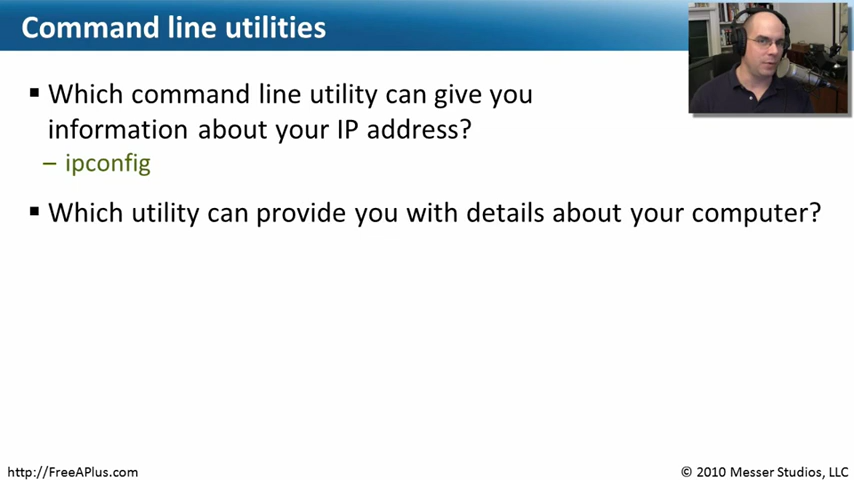 Command line utilities
▪ Which command line utility can give you
information about your IP address?
– ipconfig
▪ Which utility can provide you with details about your computer?
http://FreeAPlus.com
© 2010 Messer Studios, LLC